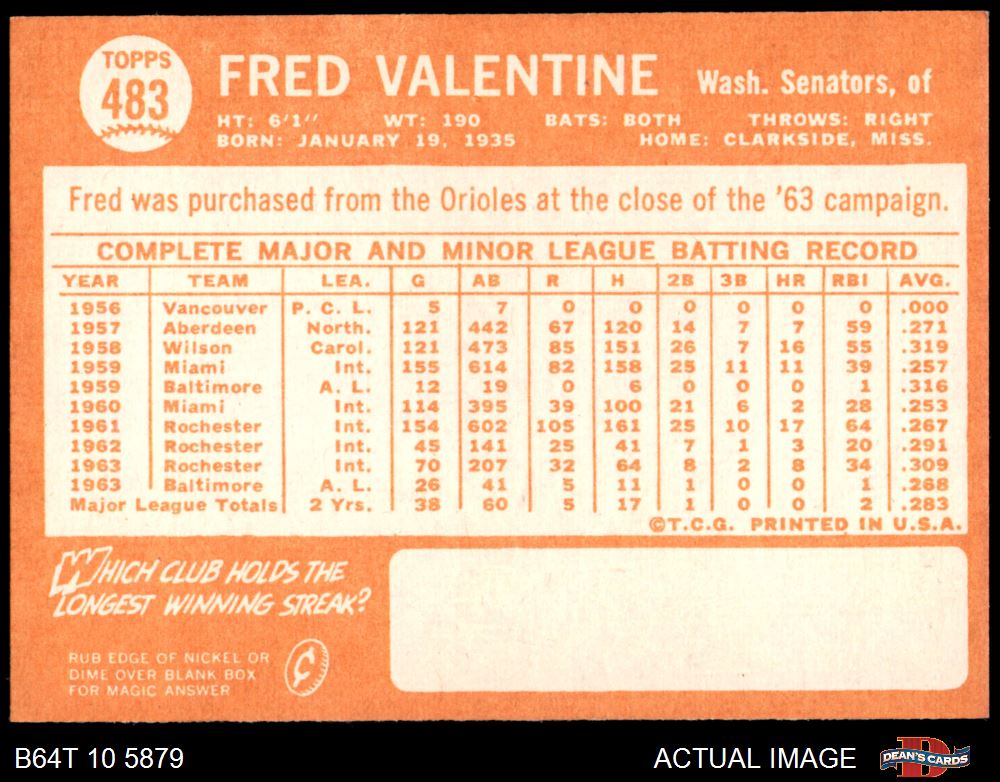 TOPPS
483
FRED VALENTINE Wash. Senators, of
HT: 6'1" WT: 190 BATS: BOTH THROWS: RIGHT
BORN: JANUARY 19, 1935 HOME: CLARKSIDE, MISS.
Fred was purchased from the Orioles at the close of the '63 campaign.
COMPLETE MAJOR AND MINOR LEAGUE BATTING RECORD
YEAR TEAM LEA. G AB R H 2B 3B HR RBI AVG.
1956 Vancouver P. C. L. 5 7 0 0 0 0 0 0 .000
1957 Aberdeen North. 121 442 67 120 14 7 7 59 .271
1958 Wilson Carol. 121 473 85 151 26 7 16 55 .319
1959 Miami Int. 155 614 82 158 25 11 11 39 .257
1959 Baltimore A. L. 12 19 0 6 0 0 0 1 .316
1960 Miami Int. 114 395 39 100 21 6 2 28 .253
1961 Rochester Int. 154 602 105 161 25 10 17 64 .267
1962 Rochester Int. 45 141 25 41 7 1 3 20 .291
1963 Rochester Int. 70 207 32 64 8 2 8 34 .309
1963 Baltimore A. L. 26 41 5 11 1 0 0 1 .268
Major League Totals 2 Yrs. 38 60 5 17 1 0 0 2 .283
©T.C.G. PRINTED IN U.S.A.
WHICH CLUB HOLDS THE
LONGEST WINNING STREAK?
RUB EDGE OF NICKEL OR
DIME OVER BLANK BOX
FOR MAGIC ANSWER
¢
B64T 10 5879 ACTUAL IMAGE
D
DEAN'S CARDS